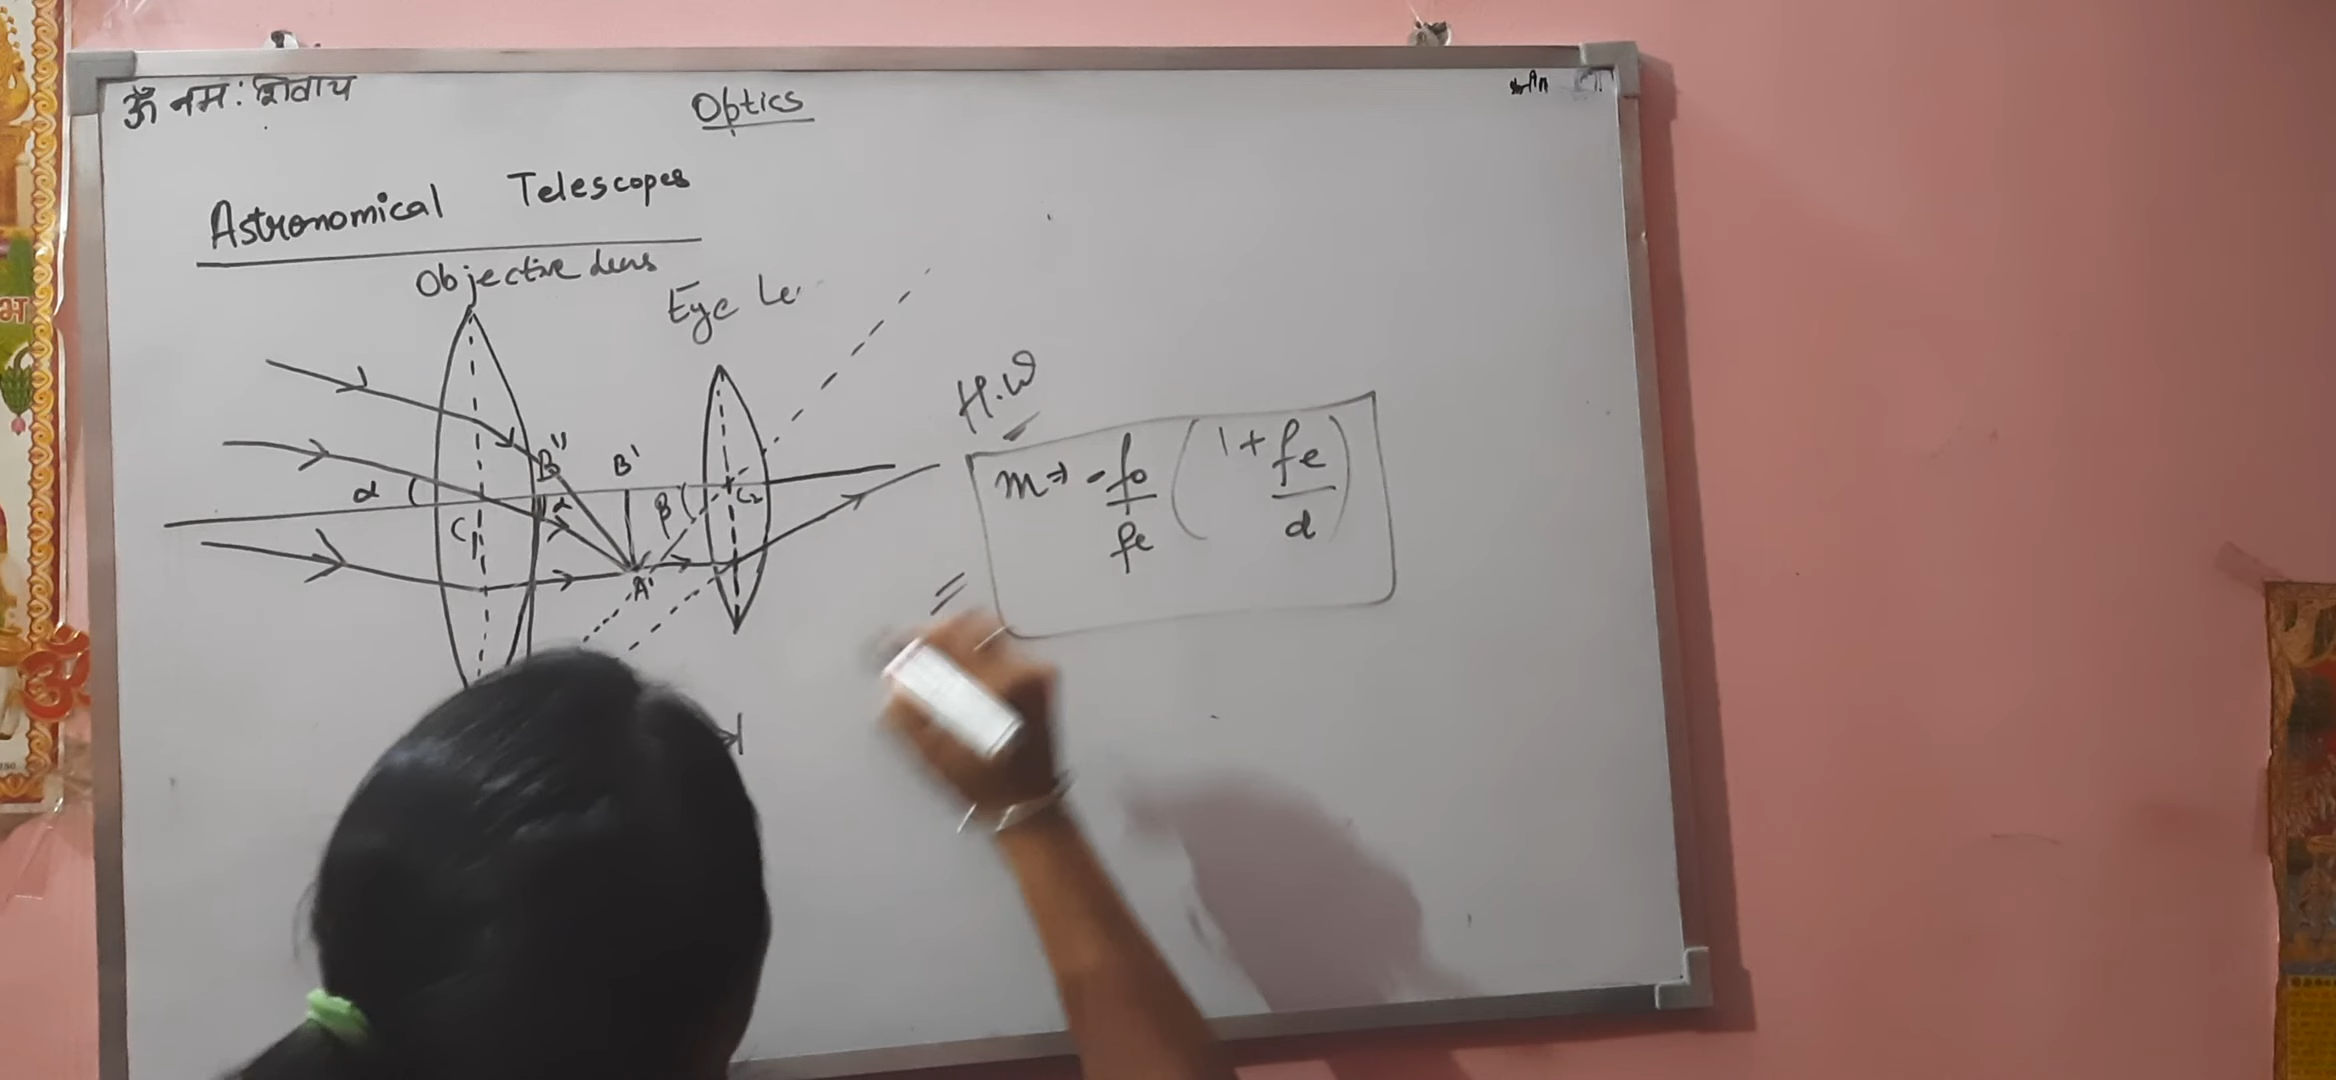 ॐ नमः शिवाय
Optics
Astronomical Telescopes
Objective lens
Eye Le
H.W
B" B'
α
α
β
C₁
C₂
A'
m ⇒ - fo/fe (1 + fe/d)
=